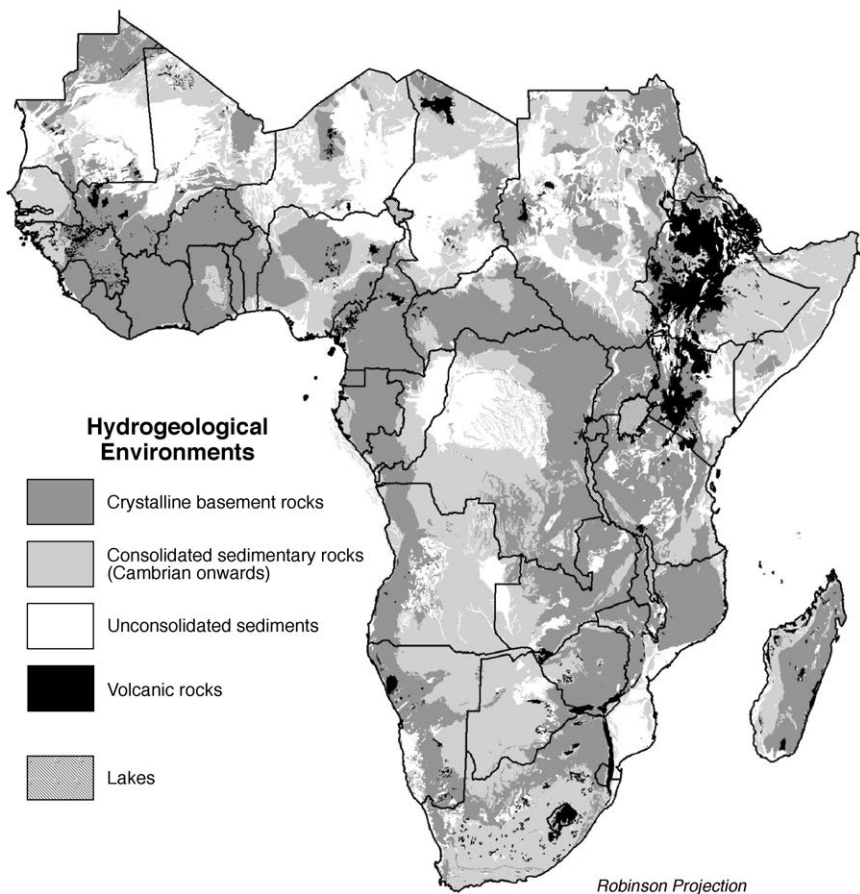 Hydrogeological
Environments
Crystalline basement rocks
Consolidated sedimentary rocks
(Cambrian onwards)
Unconsolidated sediments
Volcanic rocks
Lakes
Robinson Projection